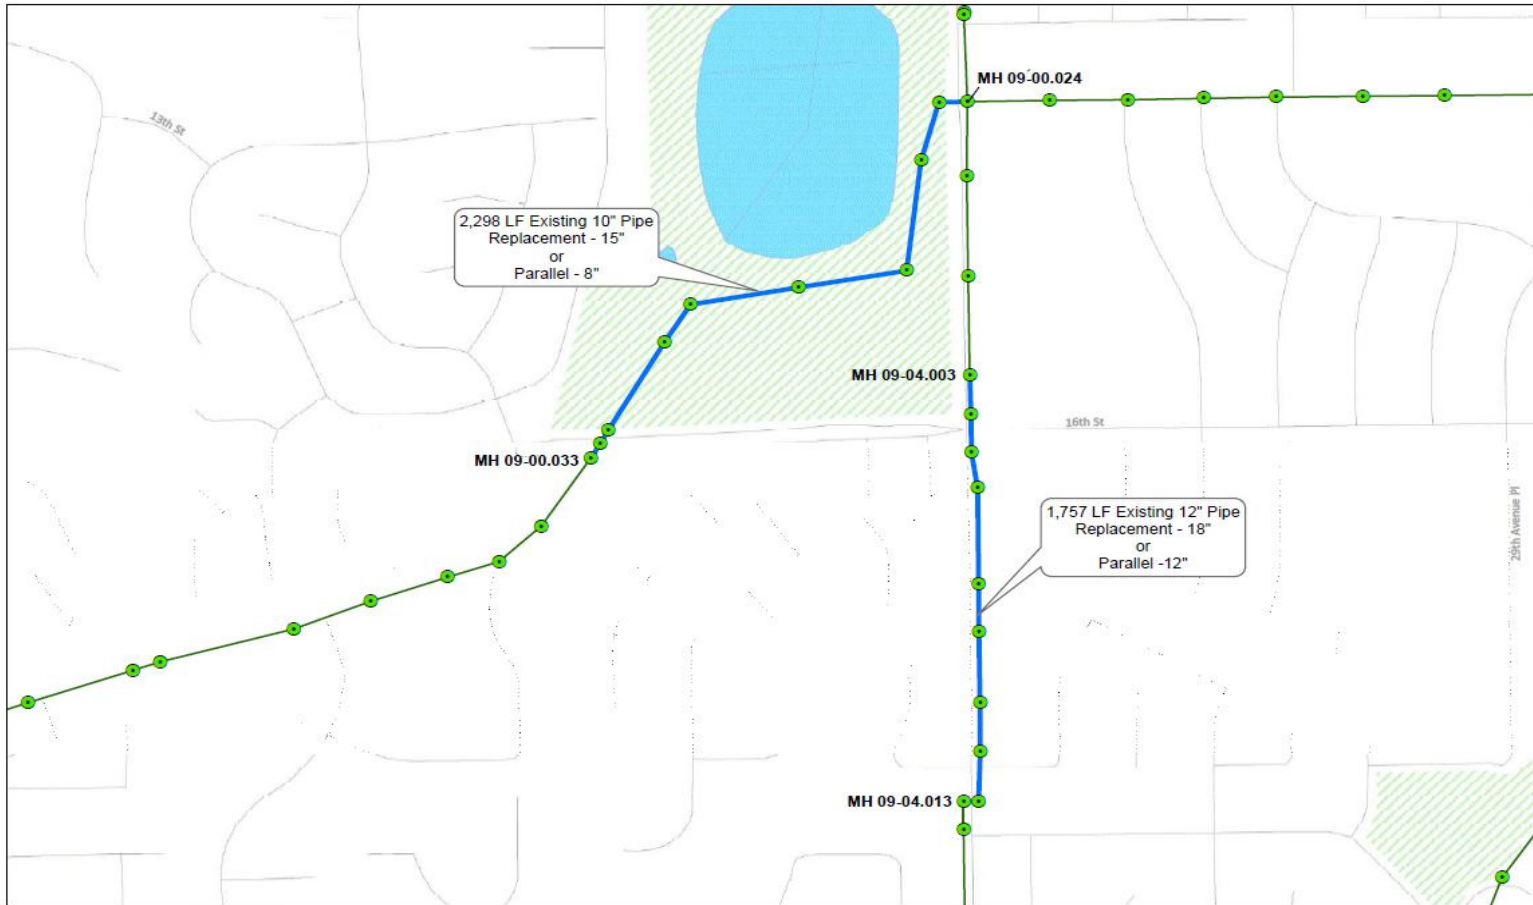 MH 09-00.024
13th St
2,298 LF Existing 10" Pipe
Replacement - 15"
or
Parallel - 8"
MH 09-04.003
16th St
MH 09-00.033
1,757 LF Existing 12" Pipe
Replacement - 18"
or
Parallel -12"
29th Avenue Pl
MH 09-04.013